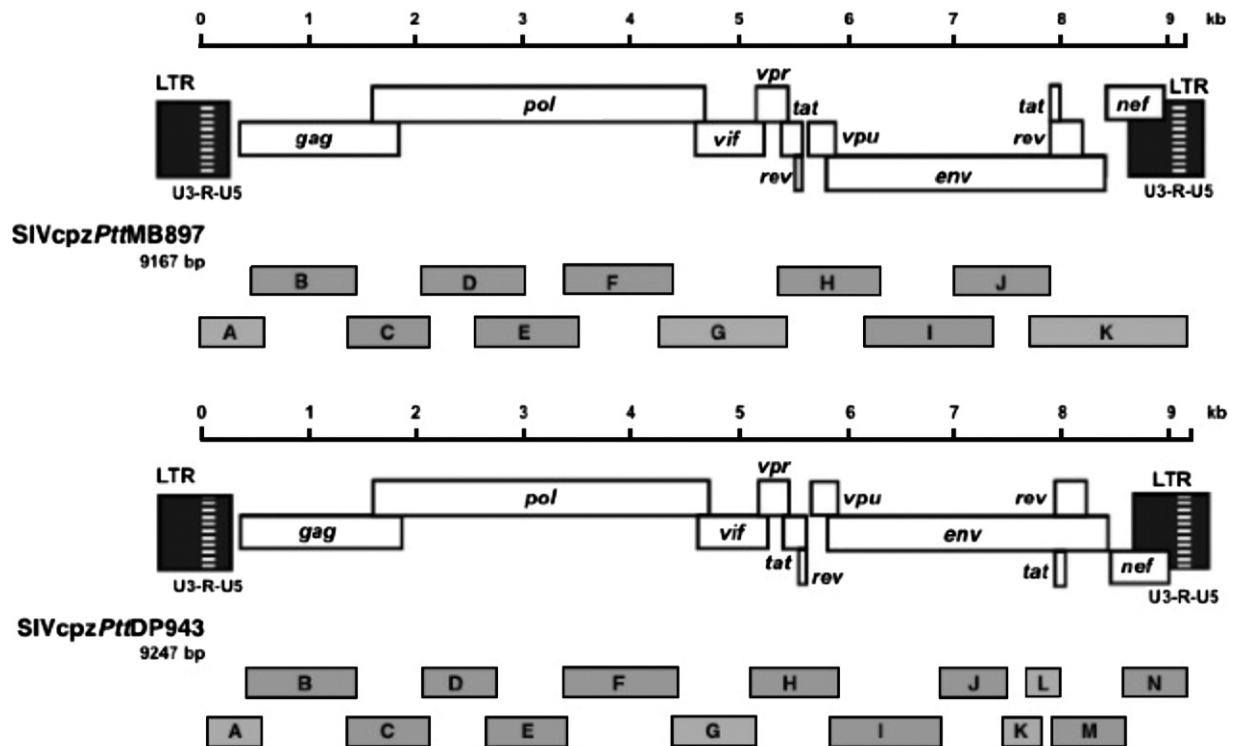 0 1 2 3 4 5 6 7 8 9 kb
LTR pol vpr tat tat nef LTR
gag vif vpu rev
rev env
U3-R-U5 U3-R-U5
SIVcpzPttMB897
9167 bp
B D F H J
A C E G I K
0 1 2 3 4 5 6 7 8 9 kb
LTR pol vpr vpu rev LTR
gag vif env
tat rev tat nef
U3-R-U5 U3-R-U5
SIVcpzPttDP943
9247 bp
B D F H J L N
A C E G I K M